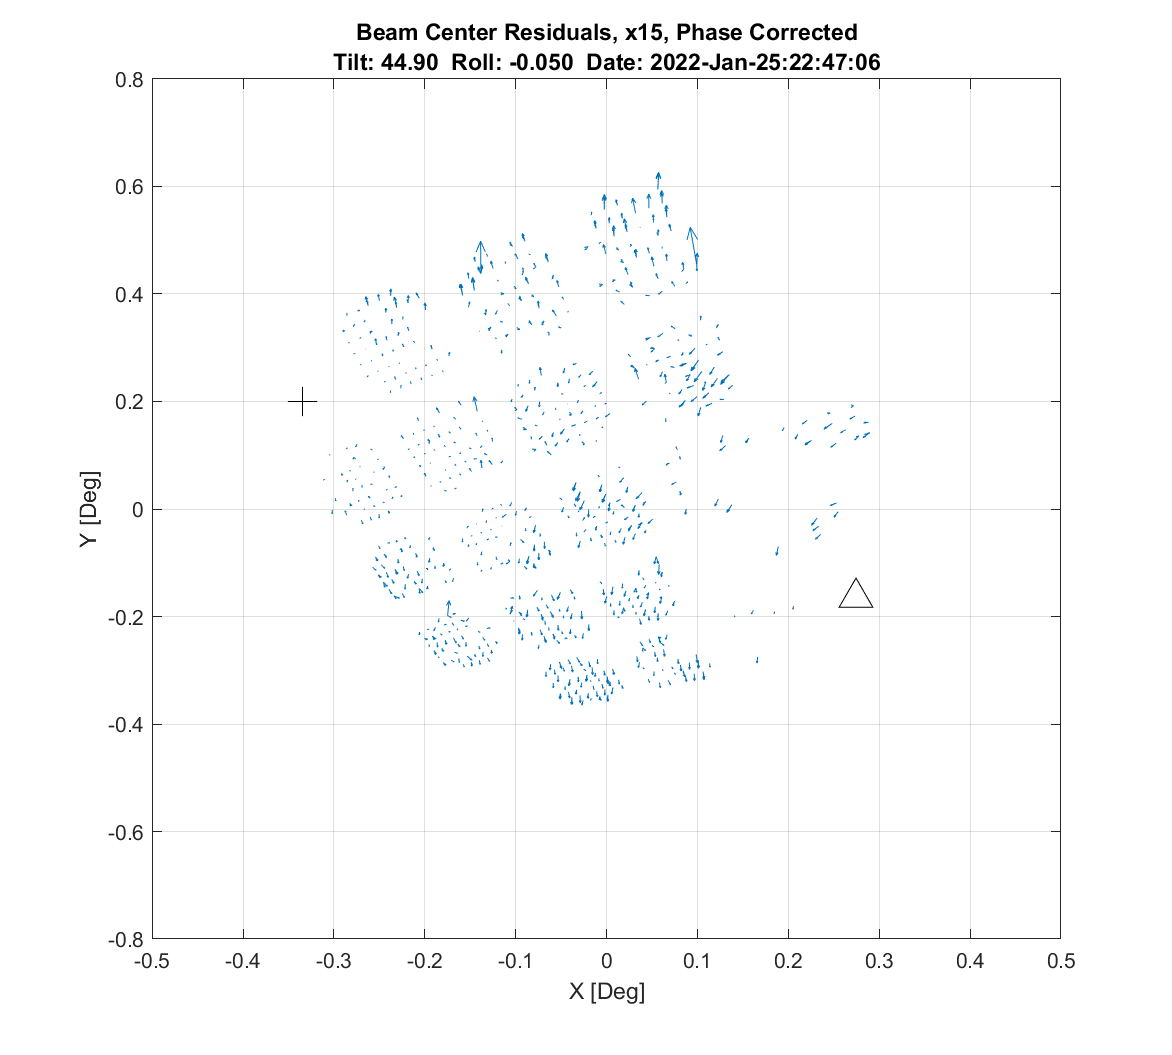 Beam Center Residuals, x15, Phase Corrected
Tilt: 44.90 Roll: -0.050 Date: 2022-Jan-25:22:47:06
0.8
0.6
0.4
0.2
0
-0.2
-0.4
-0.6
-0.8
Y [Deg]
-0.5 -0.4 -0.3 -0.2 -0.1 0 0.1 0.2 0.3 0.4 0.5
X [Deg]